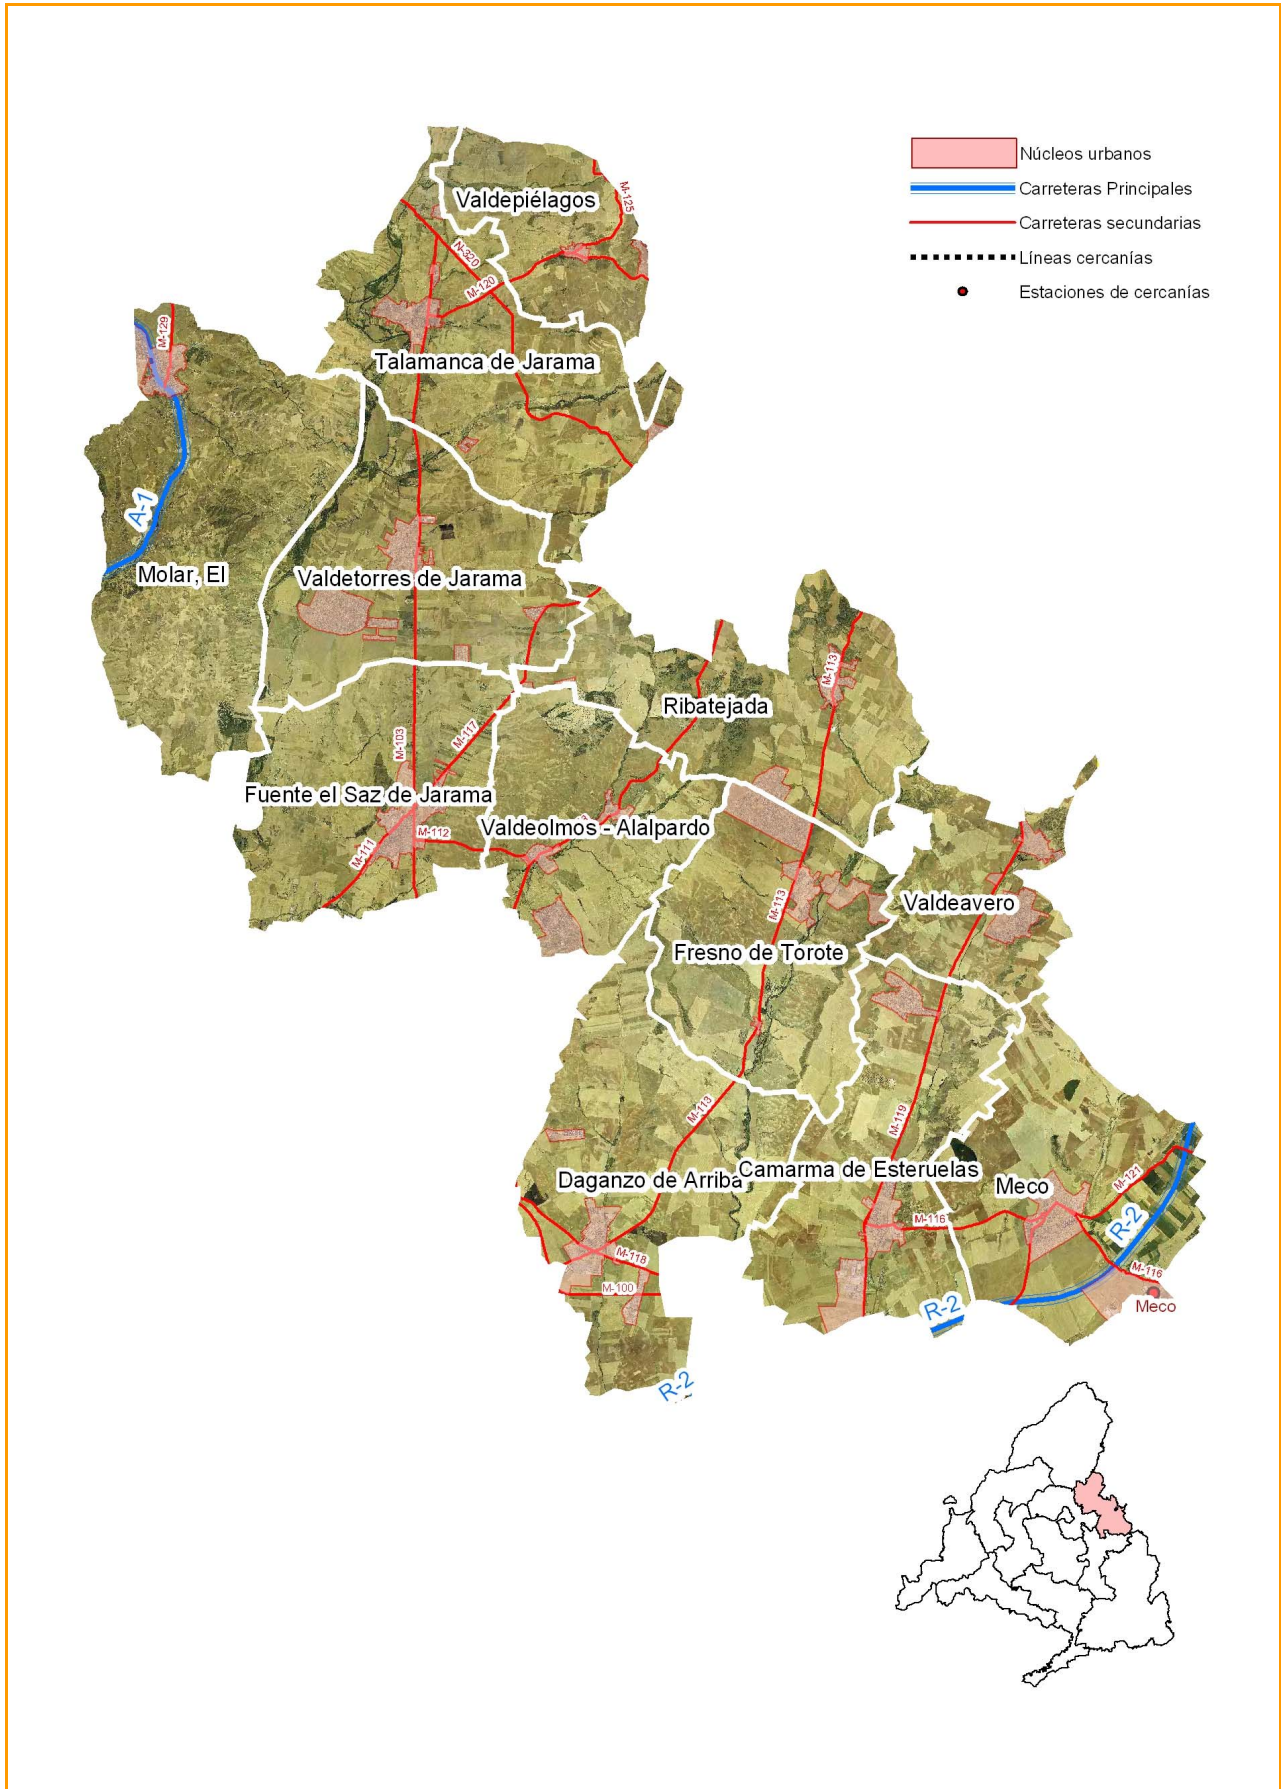 Núcleos urbanos
Carreteras Principales
Carreteras secundarias
Líneas cercanías
Estaciones de cercanías
Valdepiélagos
M-125
N-320
M-120
M-129
Talamanca de Jarama
A-1
Molar, El
Valdetorres de Jarama
M-113
Ribatejada
M-103
M-117
Fuente el Saz de Jarama
M-112
Valdeolmos - Alalpardo
M-111
M-113
Valdeavero
Fresno de Torote
M-113
M-119
Daganzo de Arriba
Camarma de Esteruelas
Meco
M-121
M-116
R-2
M-118
M-116
M-100
R-2
Meco
R-2